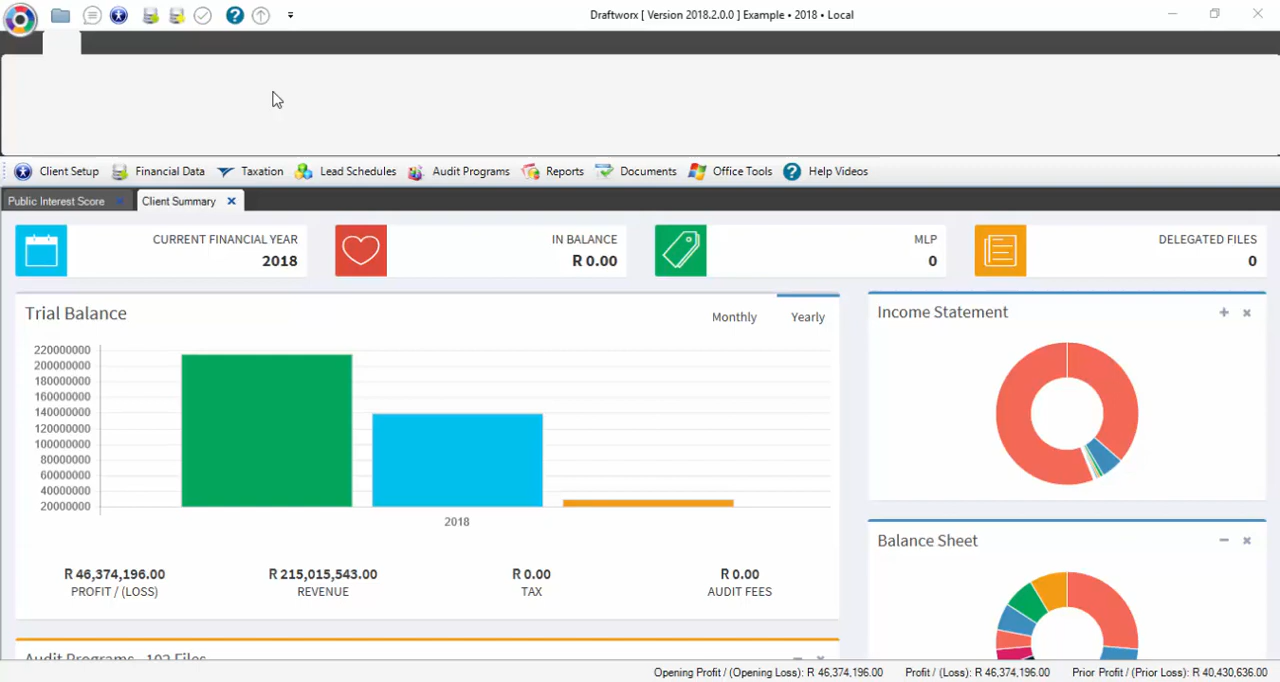 Draftworx [ Version 2018.2.0.0 ] Example • 2018 • Local
Client Setup Financial Data Taxation Lead Schedules Audit Programs Reports Documents Office Tools Help Videos
Public Interest Score Client Summary
CURRENT FINANCIAL YEAR
2018
IN BALANCE
R 0.00
MLP
0
DELEGATED FILES
0
Trial Balance
Monthly Yearly
220000000
200000000
180000000
160000000
140000000
120000000
100000000
80000000
60000000
40000000
20000000
2018
R 46,374,196.00
PROFIT / (LOSS)
R 215,015,543.00
REVENUE
R 0.00
TAX
R 0.00
AUDIT FEES
Income Statement
Balance Sheet
Audit Programs - 102 Files
Opening Profit / (Opening Loss): R 46,374,196.00 Profit / (Loss): R 46,374,196.00 Prior Profit / (Prior Loss): R 40,430,636.00